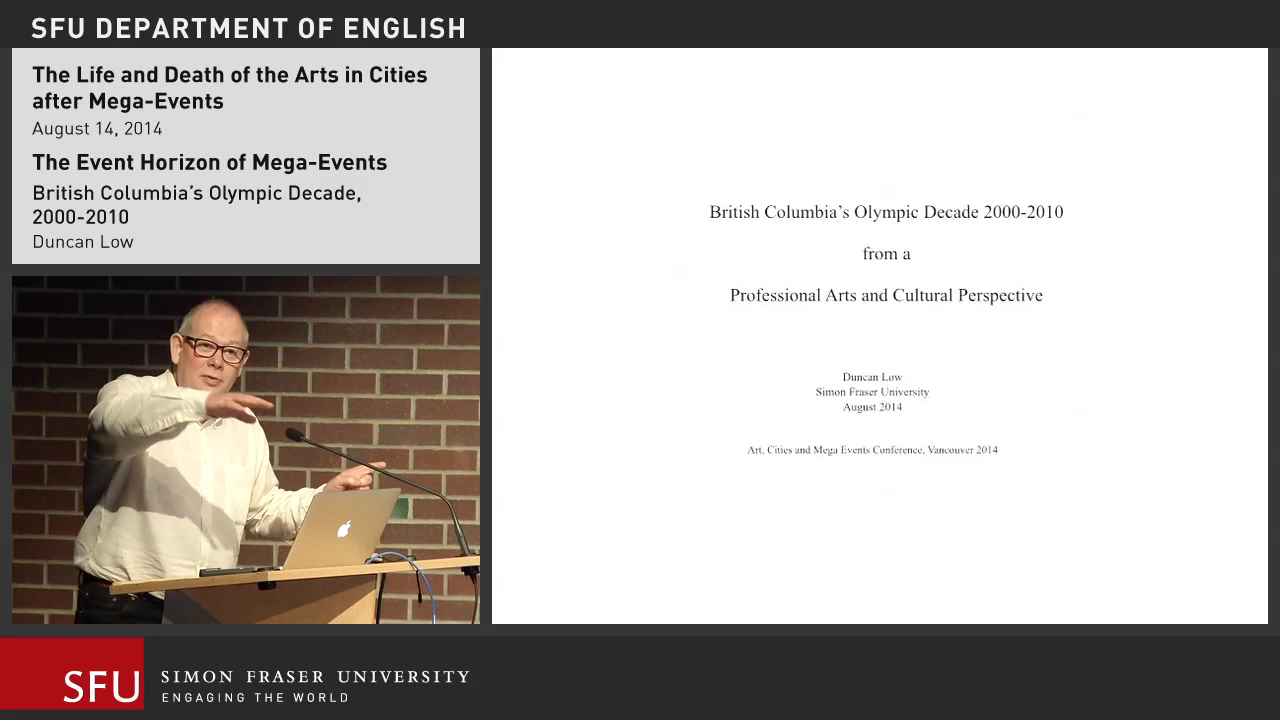 SFU DEPARTMENT OF ENGLISH
The Life and Death of the Arts in Cities
after Mega-Events
August 14, 2014
The Event Horizon of Mega-Events
British Columbia’s Olympic Decade,
2000-2010
Duncan Low
British Columbia’s Olympic Decade 2000-2010
from a
Professional Arts and Cultural Perspective
Duncan Low
Simon Fraser University
August 2014
Art, Cities and Mega Events Conference, Vancouver 2014
SFU
SIMON FRASER UNIVERSITY
ENGAGING THE WORLD